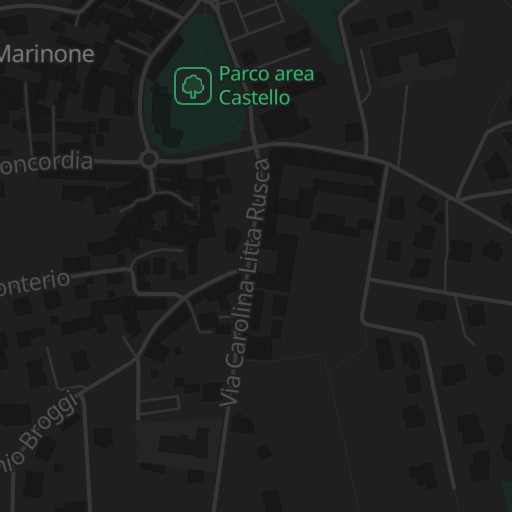 Marinone
Parco area
Castello
oncordia
Via Carolina Litta Rusca
onterio
nio Broggi